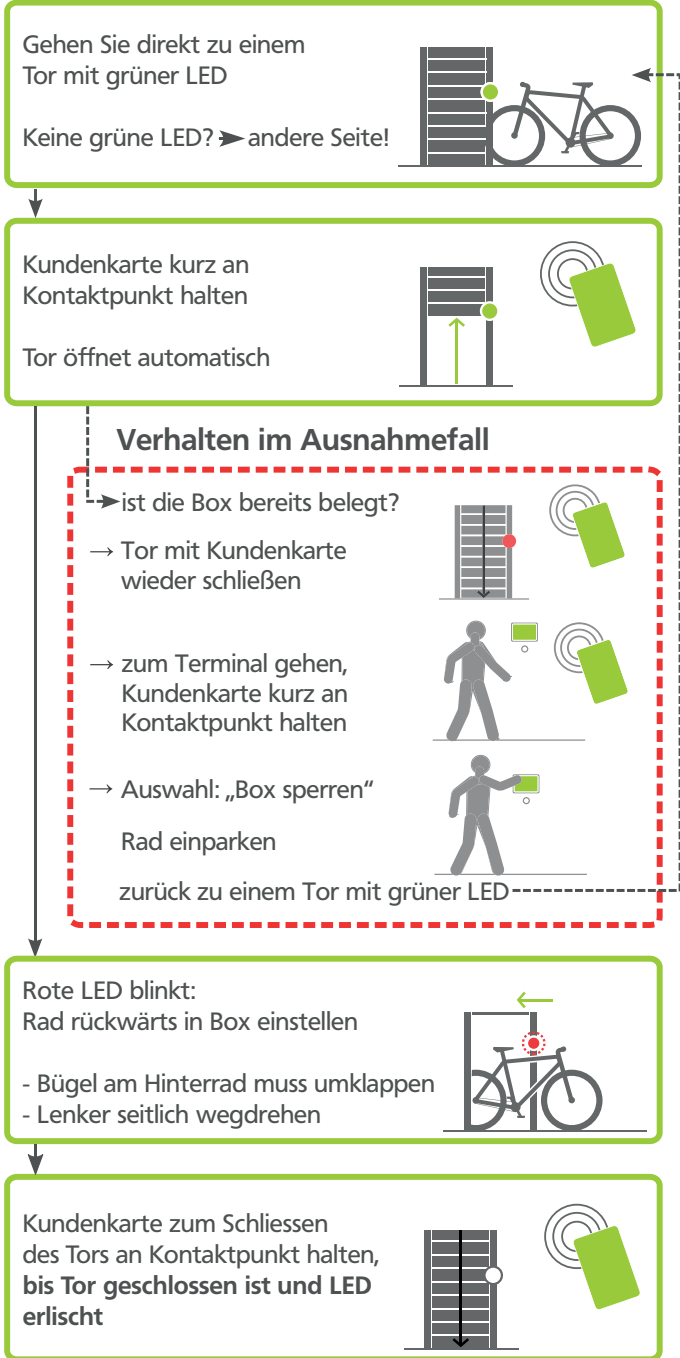 Gehen Sie direkt zu einem
Tor mit grüner LED
Keine grüne LED? ➤ andere Seite!
Kundenkarte kurz an
Kontaktpunkt halten
Tor öffnet automatisch
Verhalten im Ausnahmefall
ist die Box bereits belegt?
→ Tor mit Kundenkarte
wieder schließen
→ zum Terminal gehen,
Kundenkarte kurz an
Kontaktpunkt halten
→ Auswahl: „Box sperren“
Rad einparken
zurück zu einem Tor mit grüner LED
Rote LED blinkt:
Rad rückwärts in Box einstellen
- Bügel am Hinterrad muss umklappen
- Lenker seitlich wegdrehen
Kundenkarte zum Schliessen
des Tors an Kontaktpunkt halten,
bis Tor geschlossen ist und LED
erlischt